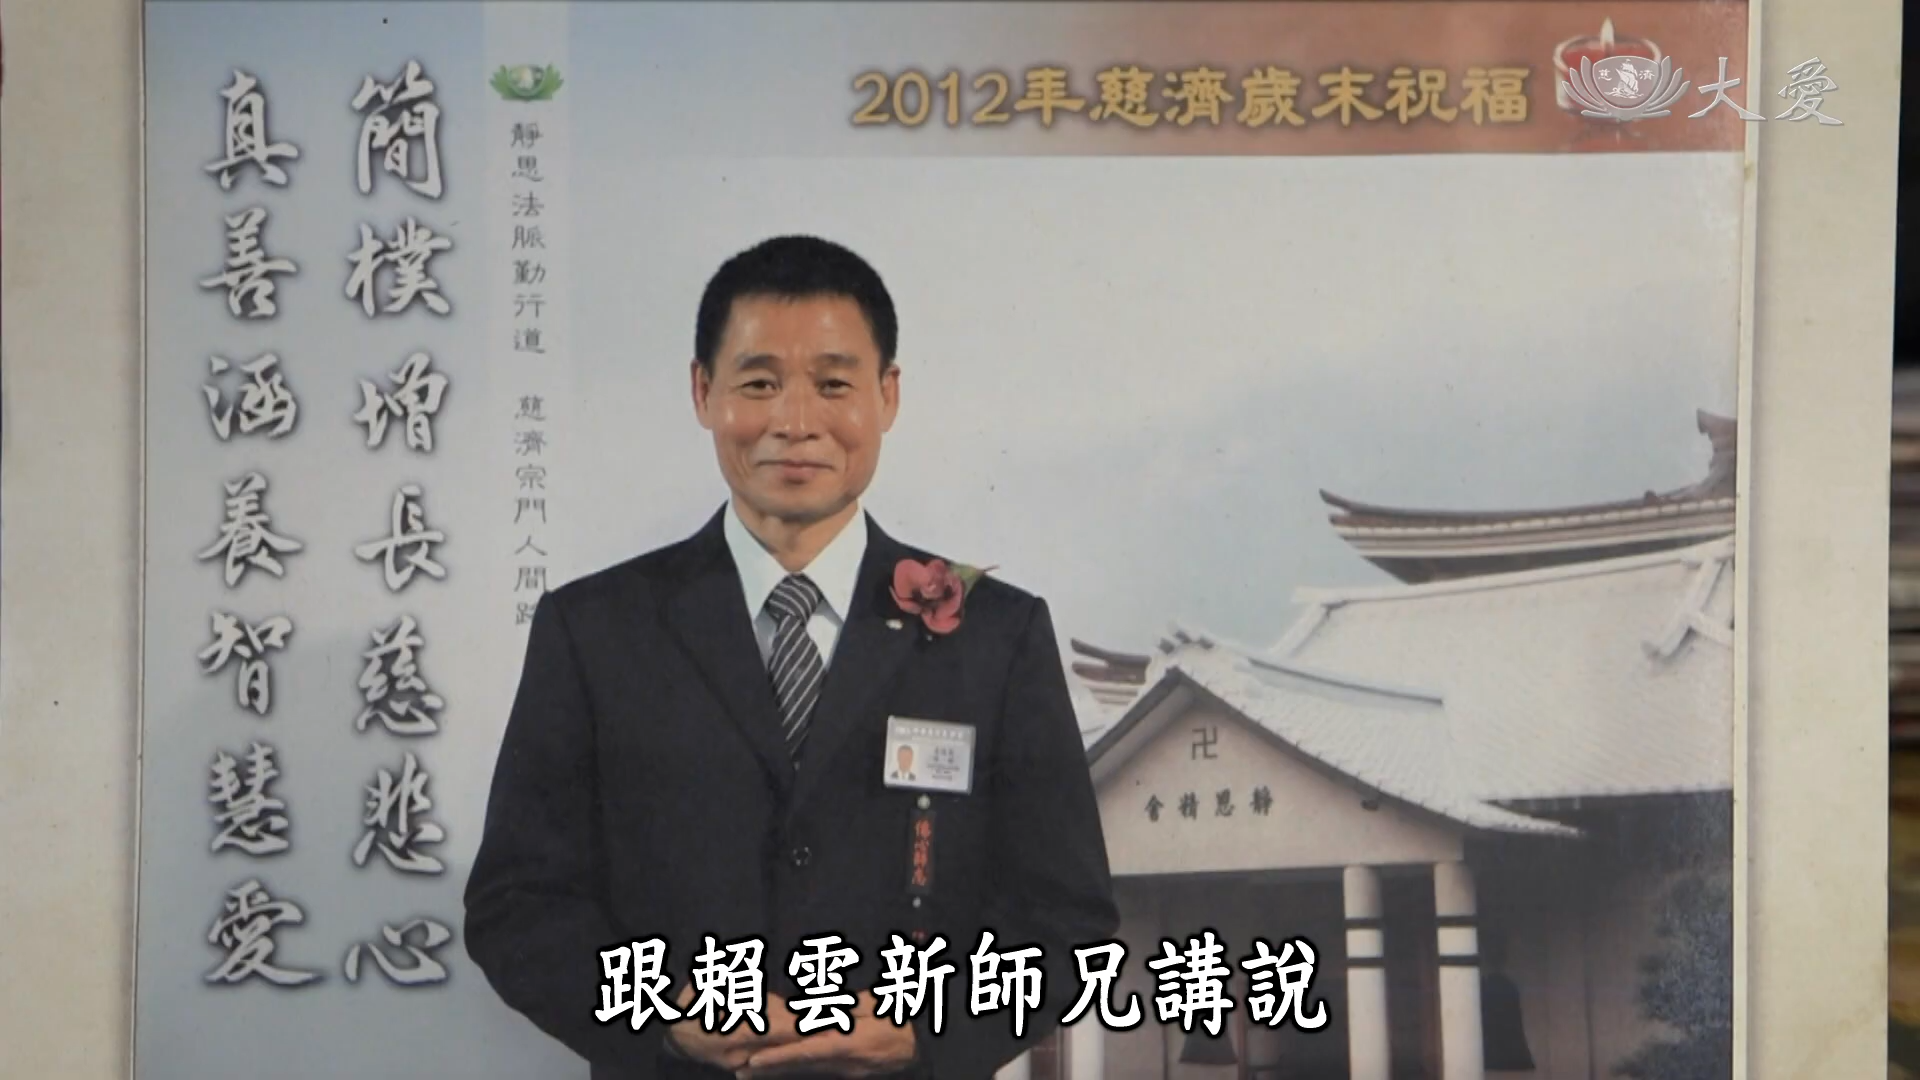 2012年慈濟歲末祝福
大愛
慈濟
簡樸增長慈悲心
真善涵養智慧愛
靜思法脈勤行道 慈濟宗門人間路
卍
靜思精舍
跟賴雲新師兄講說